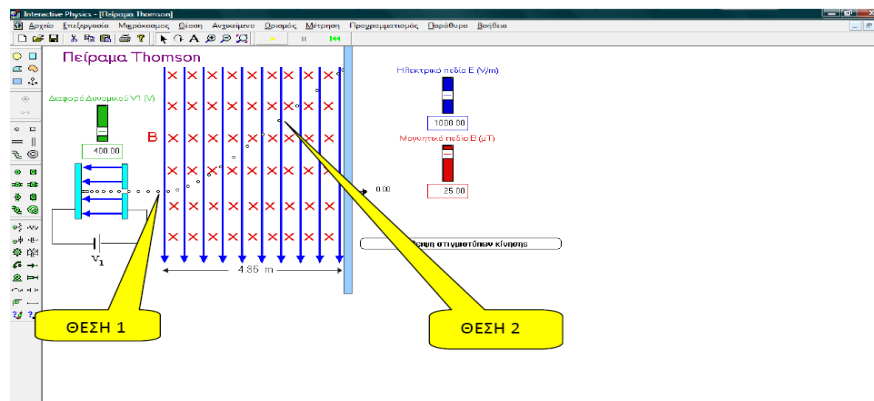 Interactive Physics - [Πείραμα Thomson]
Αρχείο Επεξεργασία Μικρόκοσμος Θέαση Αντικείμενο Ορισμός Μέτρηση Προγραμματισμός Παράθυρο Βοήθεια
Πείραμα Thomson
Διαφορά Δυναμικού V1 (V)
400.00
B
V1
4.85 m
Ηλεκτρικό πεδίο E (V/m)
1000.00
Μαγνητικό πεδίο B (μT)
25.00
0.00
στιγμιοτύπων κίνησης
ΘΕΣΗ 1
ΘΕΣΗ 2